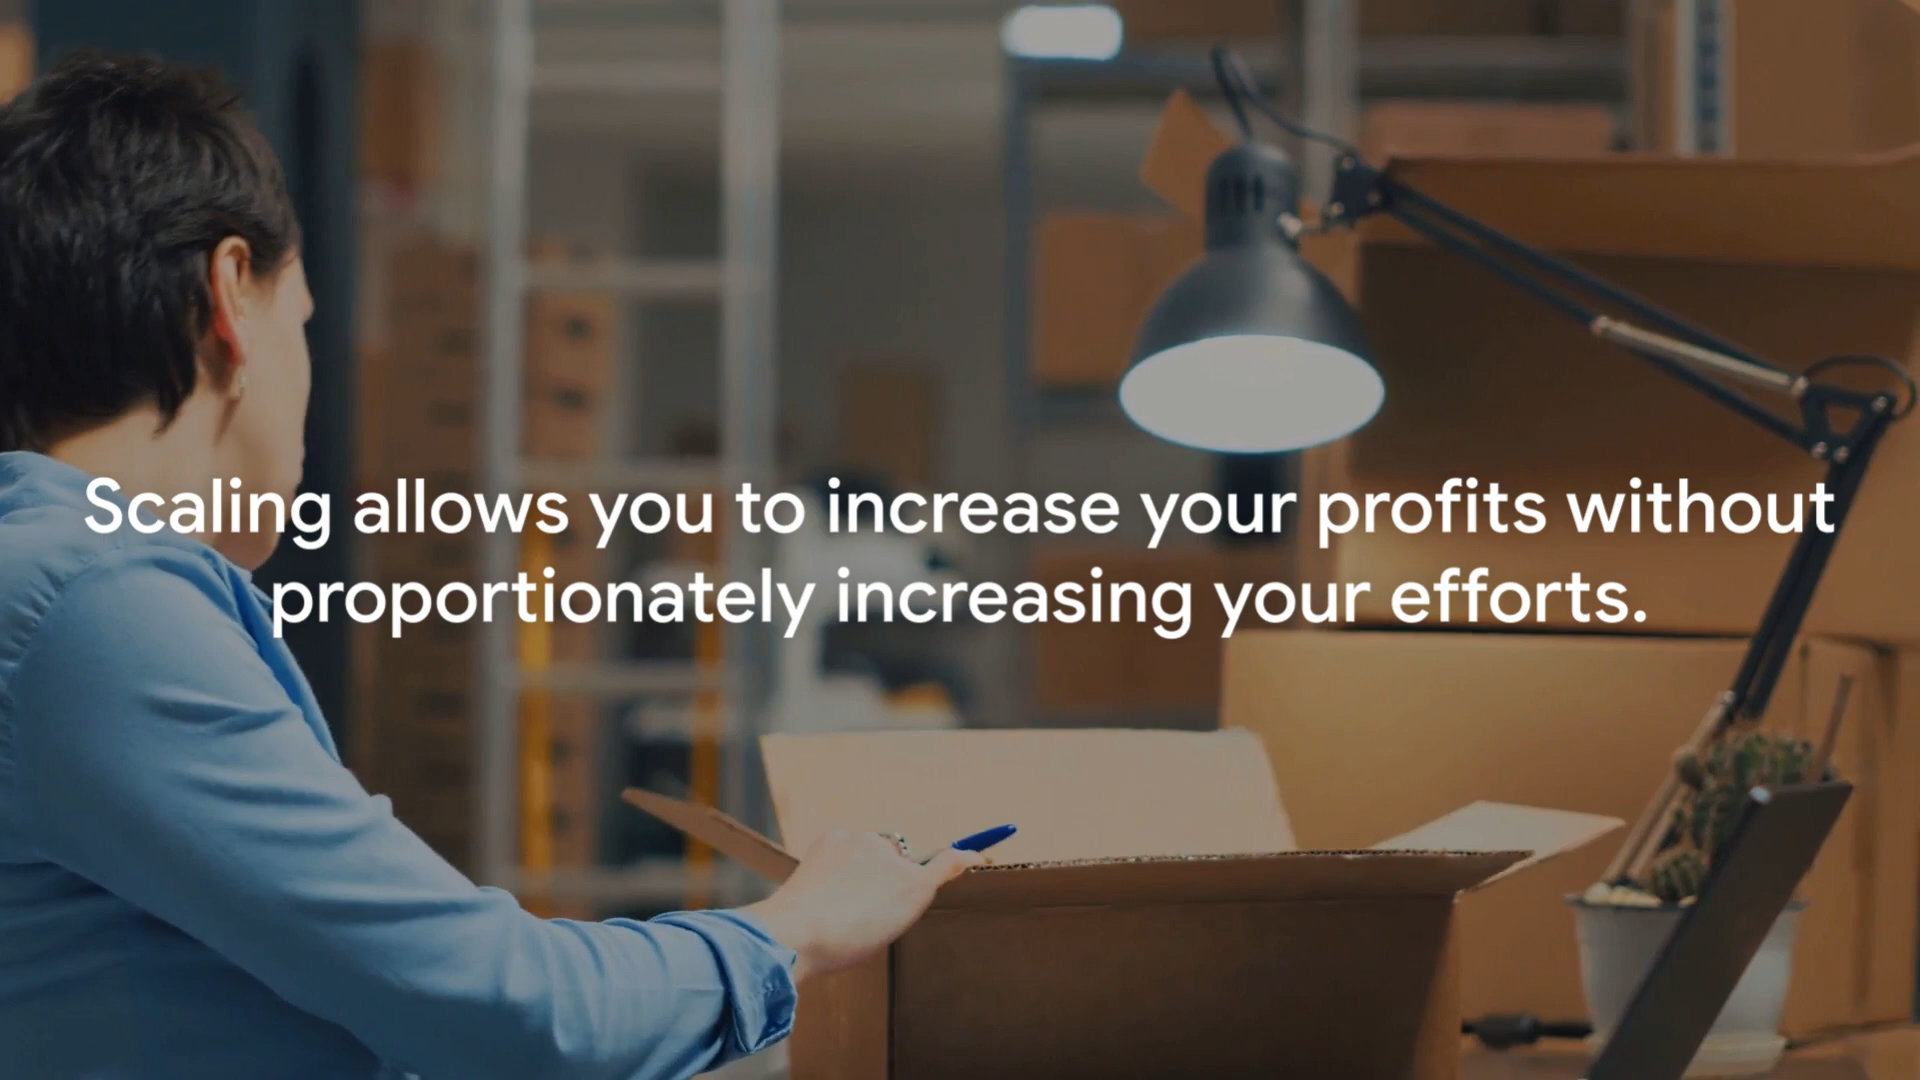 Scaling allows you to increase your profits without
proportionately increasing your efforts.